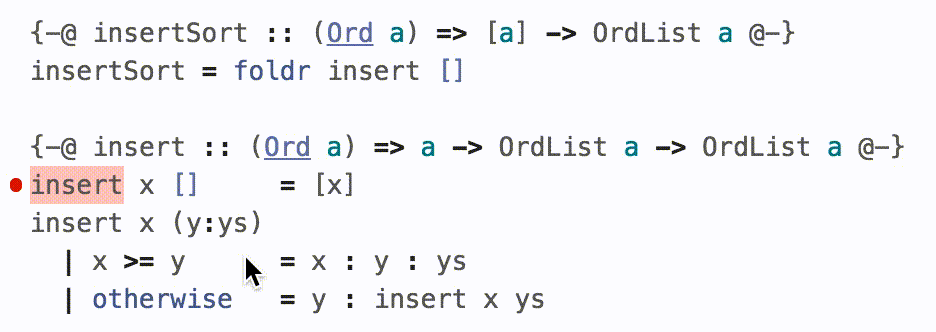 {-@ insertSort :: (Ord a) => [a] -> OrdList a @-}
insertSort = foldr insert []
{-@ insert :: (Ord a) => a -> OrdList a -> OrdList a @-}
insert x []     = [x]
insert x (y:ys)
  | x >= y      = x : y : ys
  | otherwise   = y : insert x ys